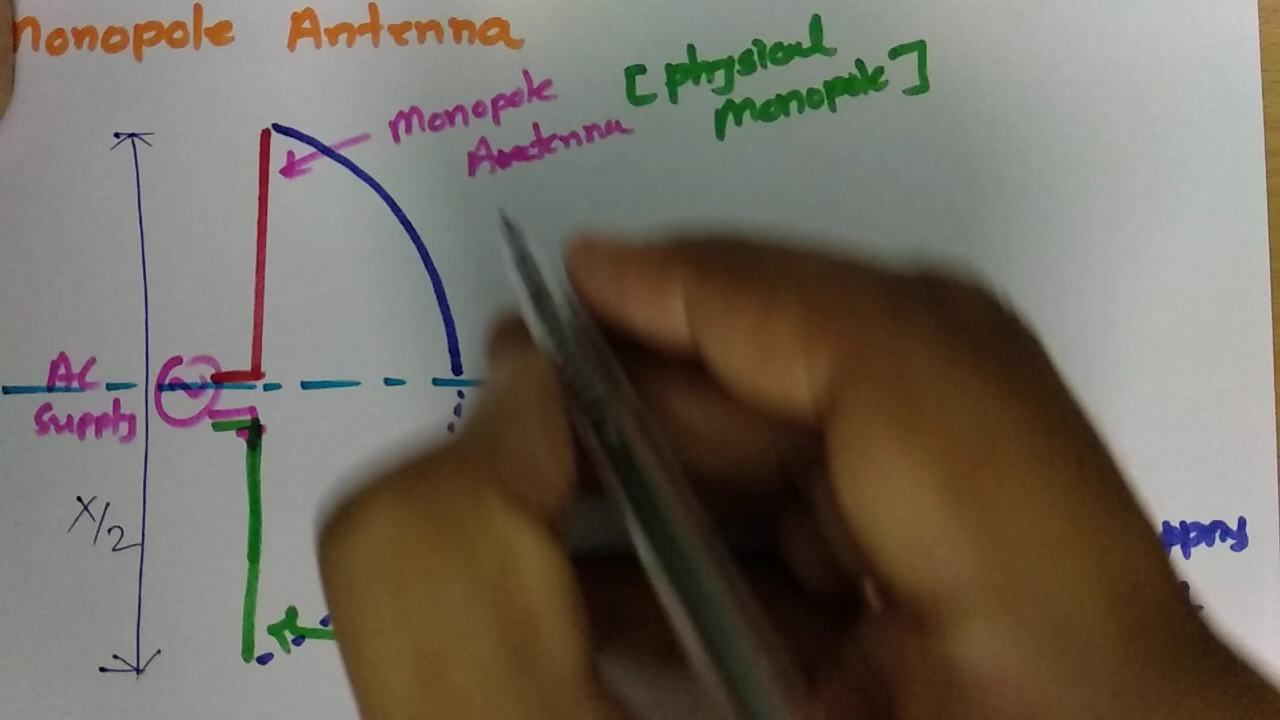 Monopole Antenna
[physical
monopole]
Monopole
Antenna
AC
supply
λ/2